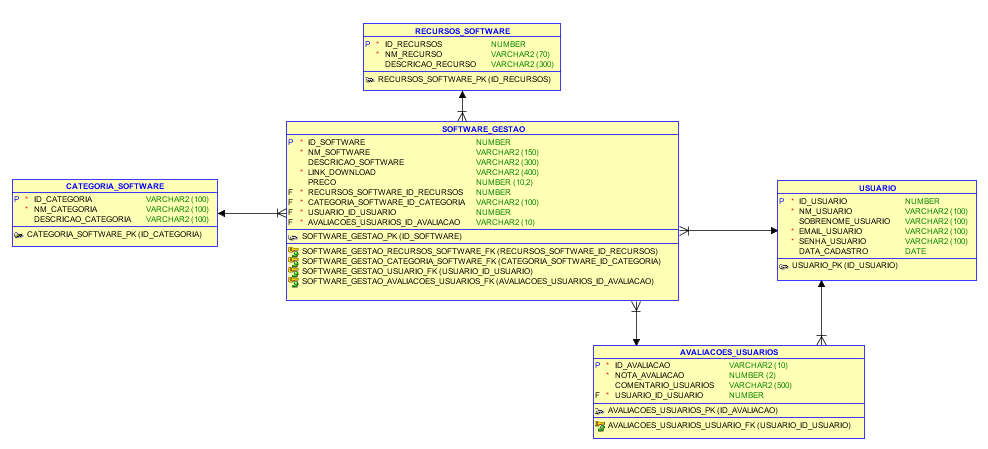 RECURSOS_SOFTWARE
P * ID_RECURSOS NUMBER
* NM_RECURSO VARCHAR2 (70)
DESCRICAO_RECURSO VARCHAR2 (300)
RECURSOS_SOFTWARE_PK (ID_RECURSOS)
SOFTWARE_GESTAO
P * ID_SOFTWARE NUMBER
* NM_SOFTWARE VARCHAR2 (150)
DESCRICAO_SOFTWARE VARCHAR2 (300)
* LINK_DOWNLOAD VARCHAR2 (400)
PRECO NUMBER (10,2)
F * RECURSOS_SOFTWARE_ID_RECURSOS NUMBER
F * CATEGORIA_SOFTWARE_ID_CATEGORIA VARCHAR2 (100)
F * USUARIO_ID_USUARIO NUMBER
F * AVALIACOES_USUARIOS_ID_AVALIACAO VARCHAR2 (10)
SOFTWARE_GESTAO_PK (ID_SOFTWARE)
SOFTWARE_GESTAO_RECURSOS_SOFTWARE_FK (RECURSOS_SOFTWARE_ID_RECURSOS)
SOFTWARE_GESTAO_CATEGORIA_SOFTWARE_FK (CATEGORIA_SOFTWARE_ID_CATEGORIA)
SOFTWARE_GESTAO_USUARIO_FK (USUARIO_ID_USUARIO)
SOFTWARE_GESTAO_AVALIACOES_USUARIOS_FK (AVALIACOES_USUARIOS_ID_AVALIACAO)
CATEGORIA_SOFTWARE
P * ID_CATEGORIA VARCHAR2 (100)
* NM_CATEGORIA VARCHAR2 (100)
DESCRICAO_CATEGORIA VARCHAR2 (100)
CATEGORIA_SOFTWARE_PK (ID_CATEGORIA)
USUARIO
P * ID_USUARIO NUMBER
* NM_USUARIO VARCHAR2 (100)
SOBRENOME_USUARIO VARCHAR2 (100)
* EMAIL_USUARIO VARCHAR2 (100)
* SENHA_USUARIO VARCHAR2 (100)
DATA_CADASTRO DATE
USUARIO_PK (ID_USUARIO)
AVALIACOES_USUARIOS
P * ID_AVALIACAO VARCHAR2 (10)
* NOTA_AVALIACAO NUMBER (2)
COMENTARIO_USUARIOS VARCHAR2 (500)
F * USUARIO_ID_USUARIO NUMBER
AVALIACOES_USUARIOS_PK (ID_AVALIACAO)
AVALIACOES_USUARIOS_USUARIO_FK (USUARIO_ID_USUARIO)